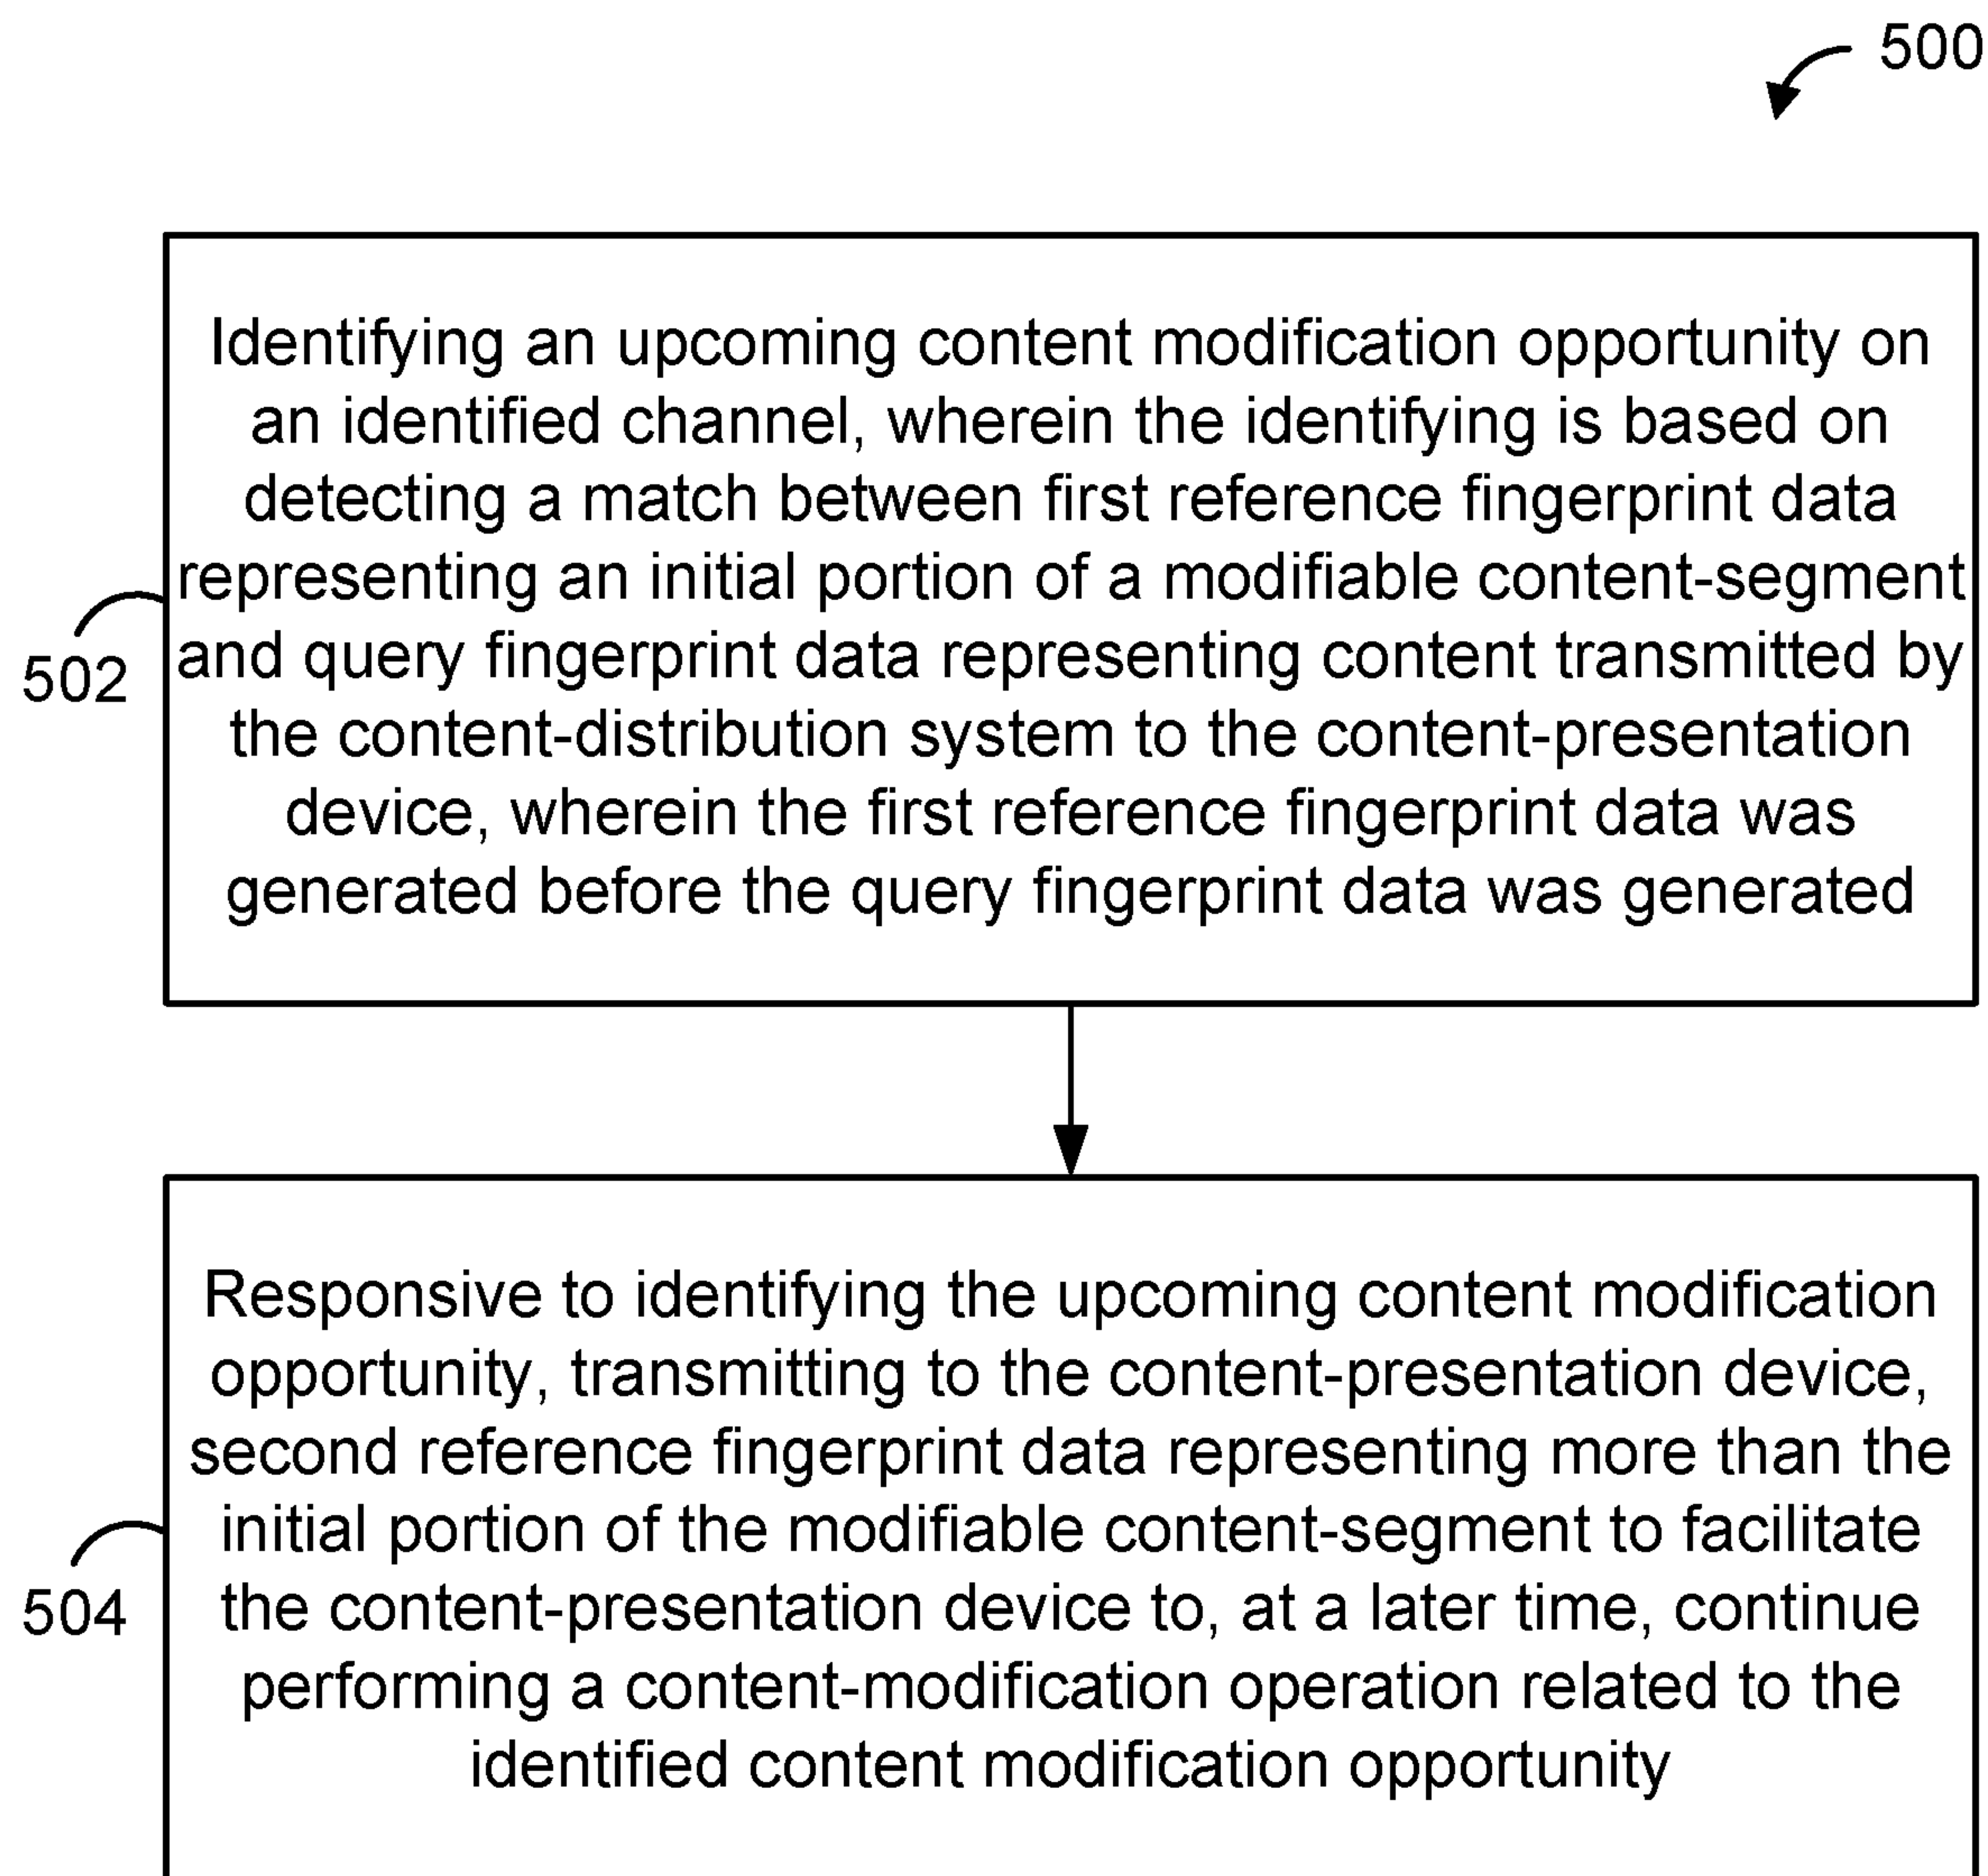 500
Identifying an upcoming content modification opportunity on
an identified channel, wherein the identifying is based on
detecting a match between first reference fingerprint data
representing an initial portion of a modifiable content-segment
and query fingerprint data representing content transmitted by
the content-distribution system to the content-presentation
device, wherein the first reference fingerprint data was
generated before the query fingerprint data was generated
502
Responsive to identifying the upcoming content modification
opportunity, transmitting to the content-presentation device,
second reference fingerprint data representing more than the
initial portion of the modifiable content-segment to facilitate
the content-presentation device to, at a later time, continue
performing a content-modification operation related to the
identified content modification opportunity
504